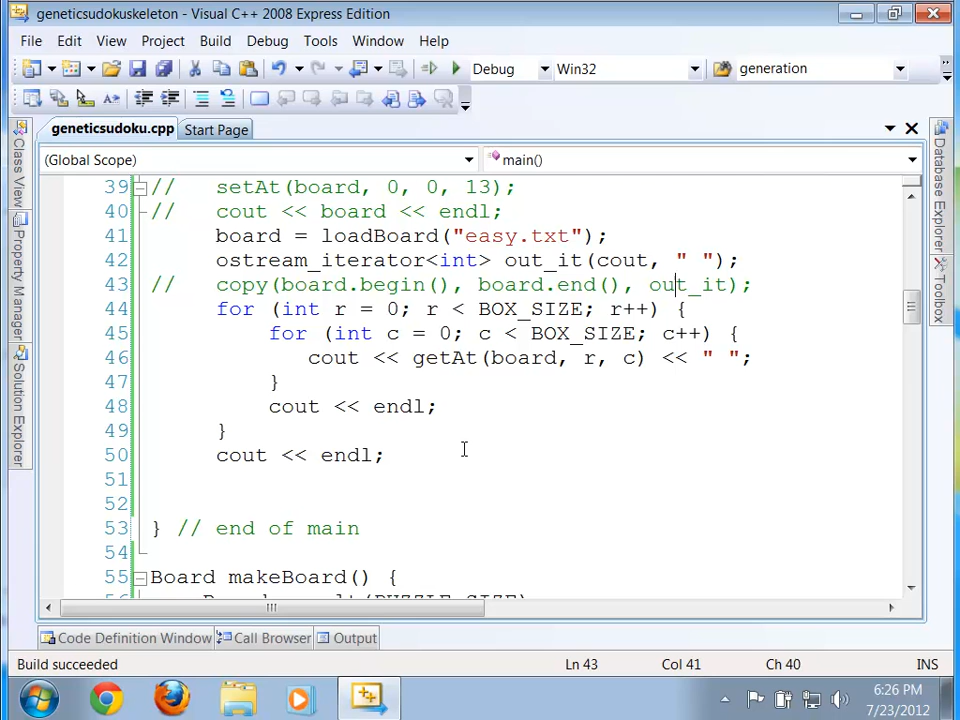 geneticsudokuskeleton - Visual C++ 2008 Express Edition
File Edit View Project Build Debug Tools Window Help
Debug Win32 generation
geneticsudoku.cpp Start Page
(Global Scope) main()
39 // setAt(board, 0, 0, 13);
40 // cout << board << endl;
41 board = loadBoard("easy.txt");
42 ostream_iterator<int> out_it(cout, " ");
43 // copy(board.begin(), board.end(), out_it);
44 for (int r = 0; r < BOX_SIZE; r++) {
45 for (int c = 0; c < BOX_SIZE; c++) {
46 cout << getAt(board, r, c) << " ";
47 }
48 cout << endl;
49 }
50 cout << endl;
51
52
53 } // end of main
54
55 Board makeBoard() {
Class View
Property Manager
Solution Explorer
Database Explorer
Toolbox
Code Definition Window Call Browser Output
Build succeeded Ln 43 Col 41 Ch 40 INS
6:26 PM
7/23/2012